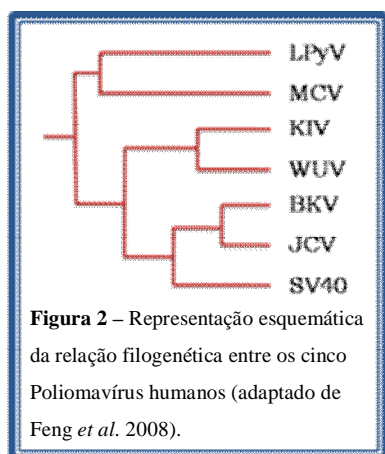 LPyV
MCV
KIV
WUV
BKV
JCV
SV40
Figura 2 – Representação esquemática
da relação filogenética entre os cinco
Poliomavírus humanos (adaptado de
Feng et al. 2008).